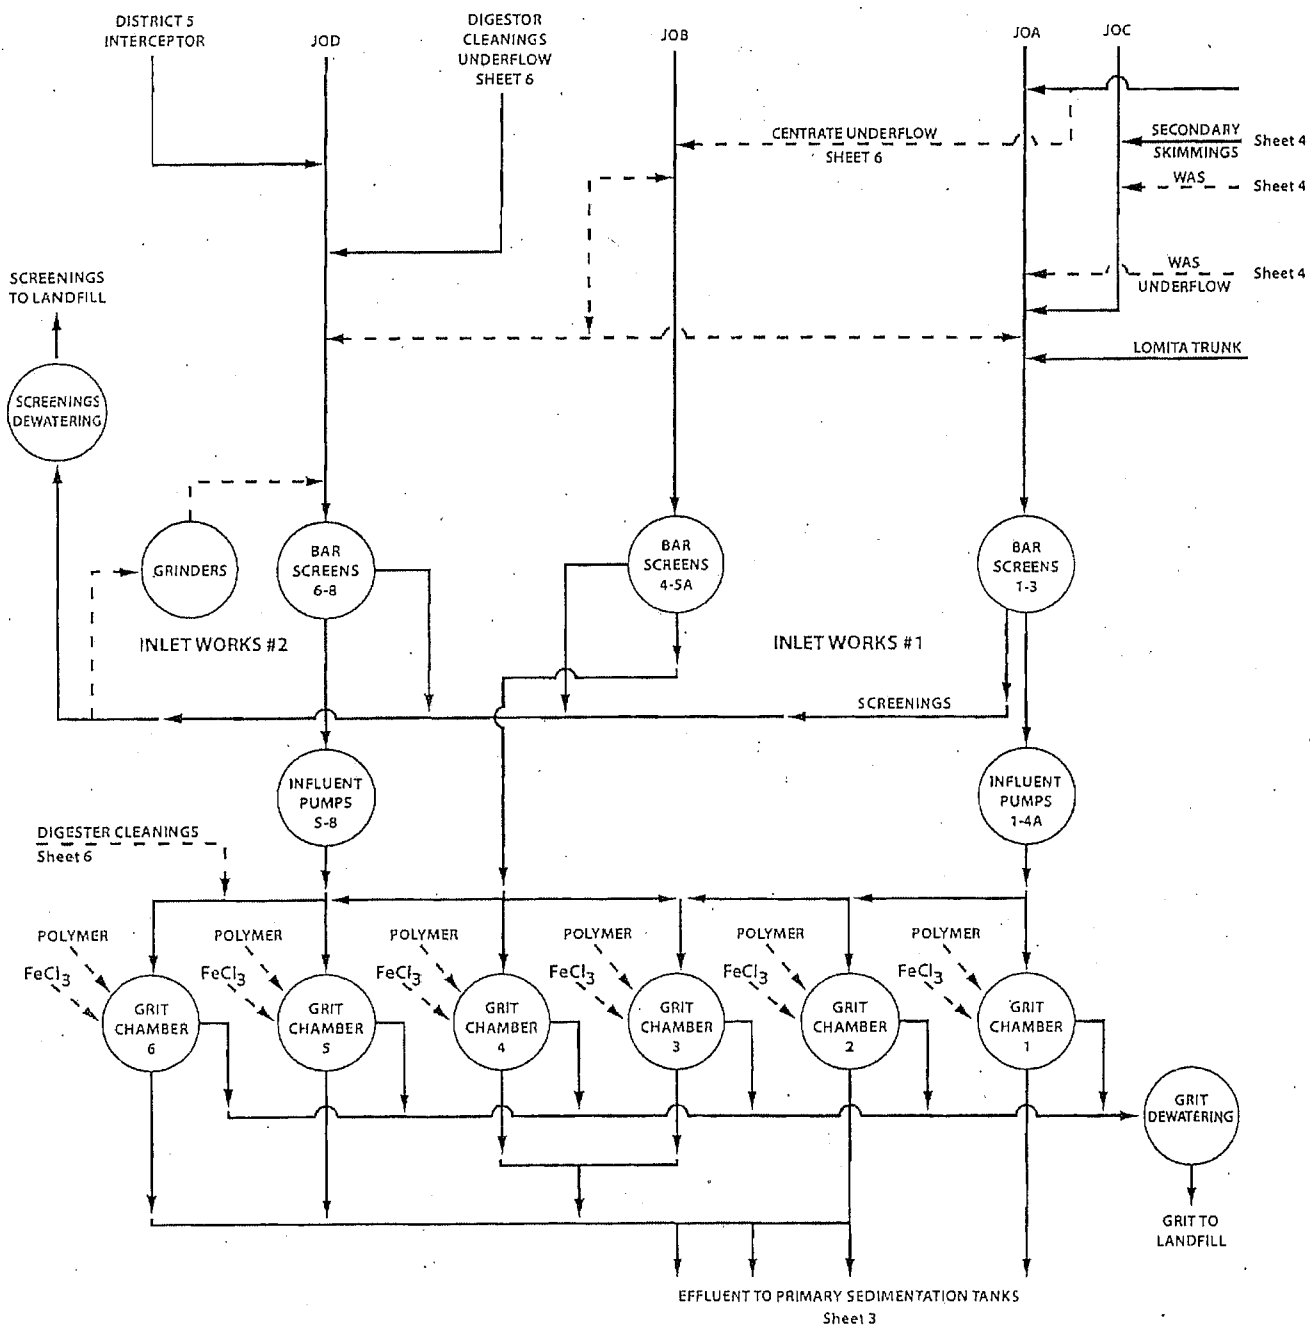 DISTRICT 5
INTERCEPTOR
JOD
DIGESTOR
CLEANINGS
UNDERFLOW
SHEET 6
JOB
JOA
JOC
CENTRATE UNDERFLOW
SHEET 6
SECONDARY
SKIMMINGS
Sheet 4
WAS
Sheet 4
WAS
UNDERFLOW
Sheet 4
LOMITA TRUNK
SCREENINGS
TO LANDFILL
SCREENINGS
DEWATERING
GRINDERS
BAR
SCREENS
6-8
BAR
SCREENS
4-5A
BAR
SCREENS
1-3
INLET WORKS #2
INLET WORKS #1
SCREENINGS
INFLUENT
PUMPS
5-8
INFLUENT
PUMPS
1-4A
DIGESTER CLEANINGS
Sheet 6
POLYMER
FeCl3
POLYMER
FeCl3
POLYMER
FeCl3
POLYMER
FeCl3
POLYMER
FeCl3
POLYMER
FeCl3
GRIT
CHAMBER
6
GRIT
CHAMBER
5
GRIT
CHAMBER
4
GRIT
CHAMBER
3
GRIT
CHAMBER
2
GRIT
CHAMBER
1
GRIT
DEWATERING
GRIT TO
LANDFILL
EFFLUENT TO PRIMARY SEDIMENTATION TANKS
Sheet 3